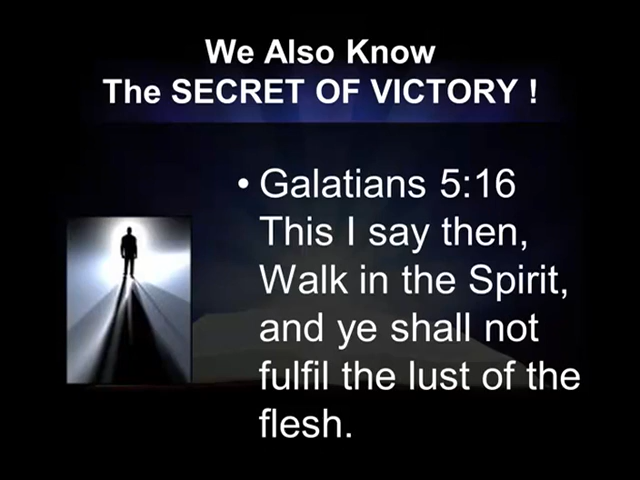 We Also Know
The SECRET OF VICTORY !
• Galatians 5:16
This I say then,
Walk in the Spirit,
and ye shall not
fulfil the lust of the
flesh.